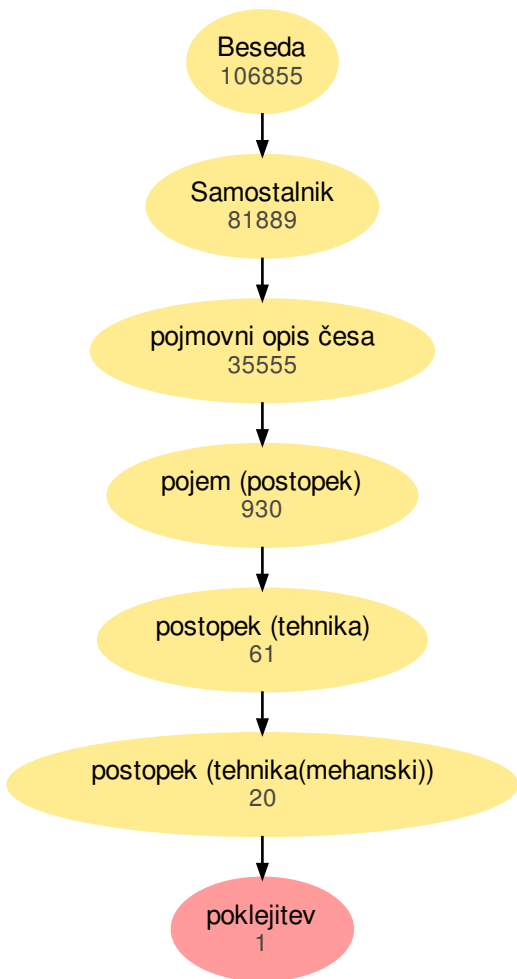 Beseda
106855
Samostalnik
81889
pojmovni opis česa
35555
pojem (postopek)
930
postopek (tehnika)
61
postopek (tehnika(mehanski))
20
poklejitev
1